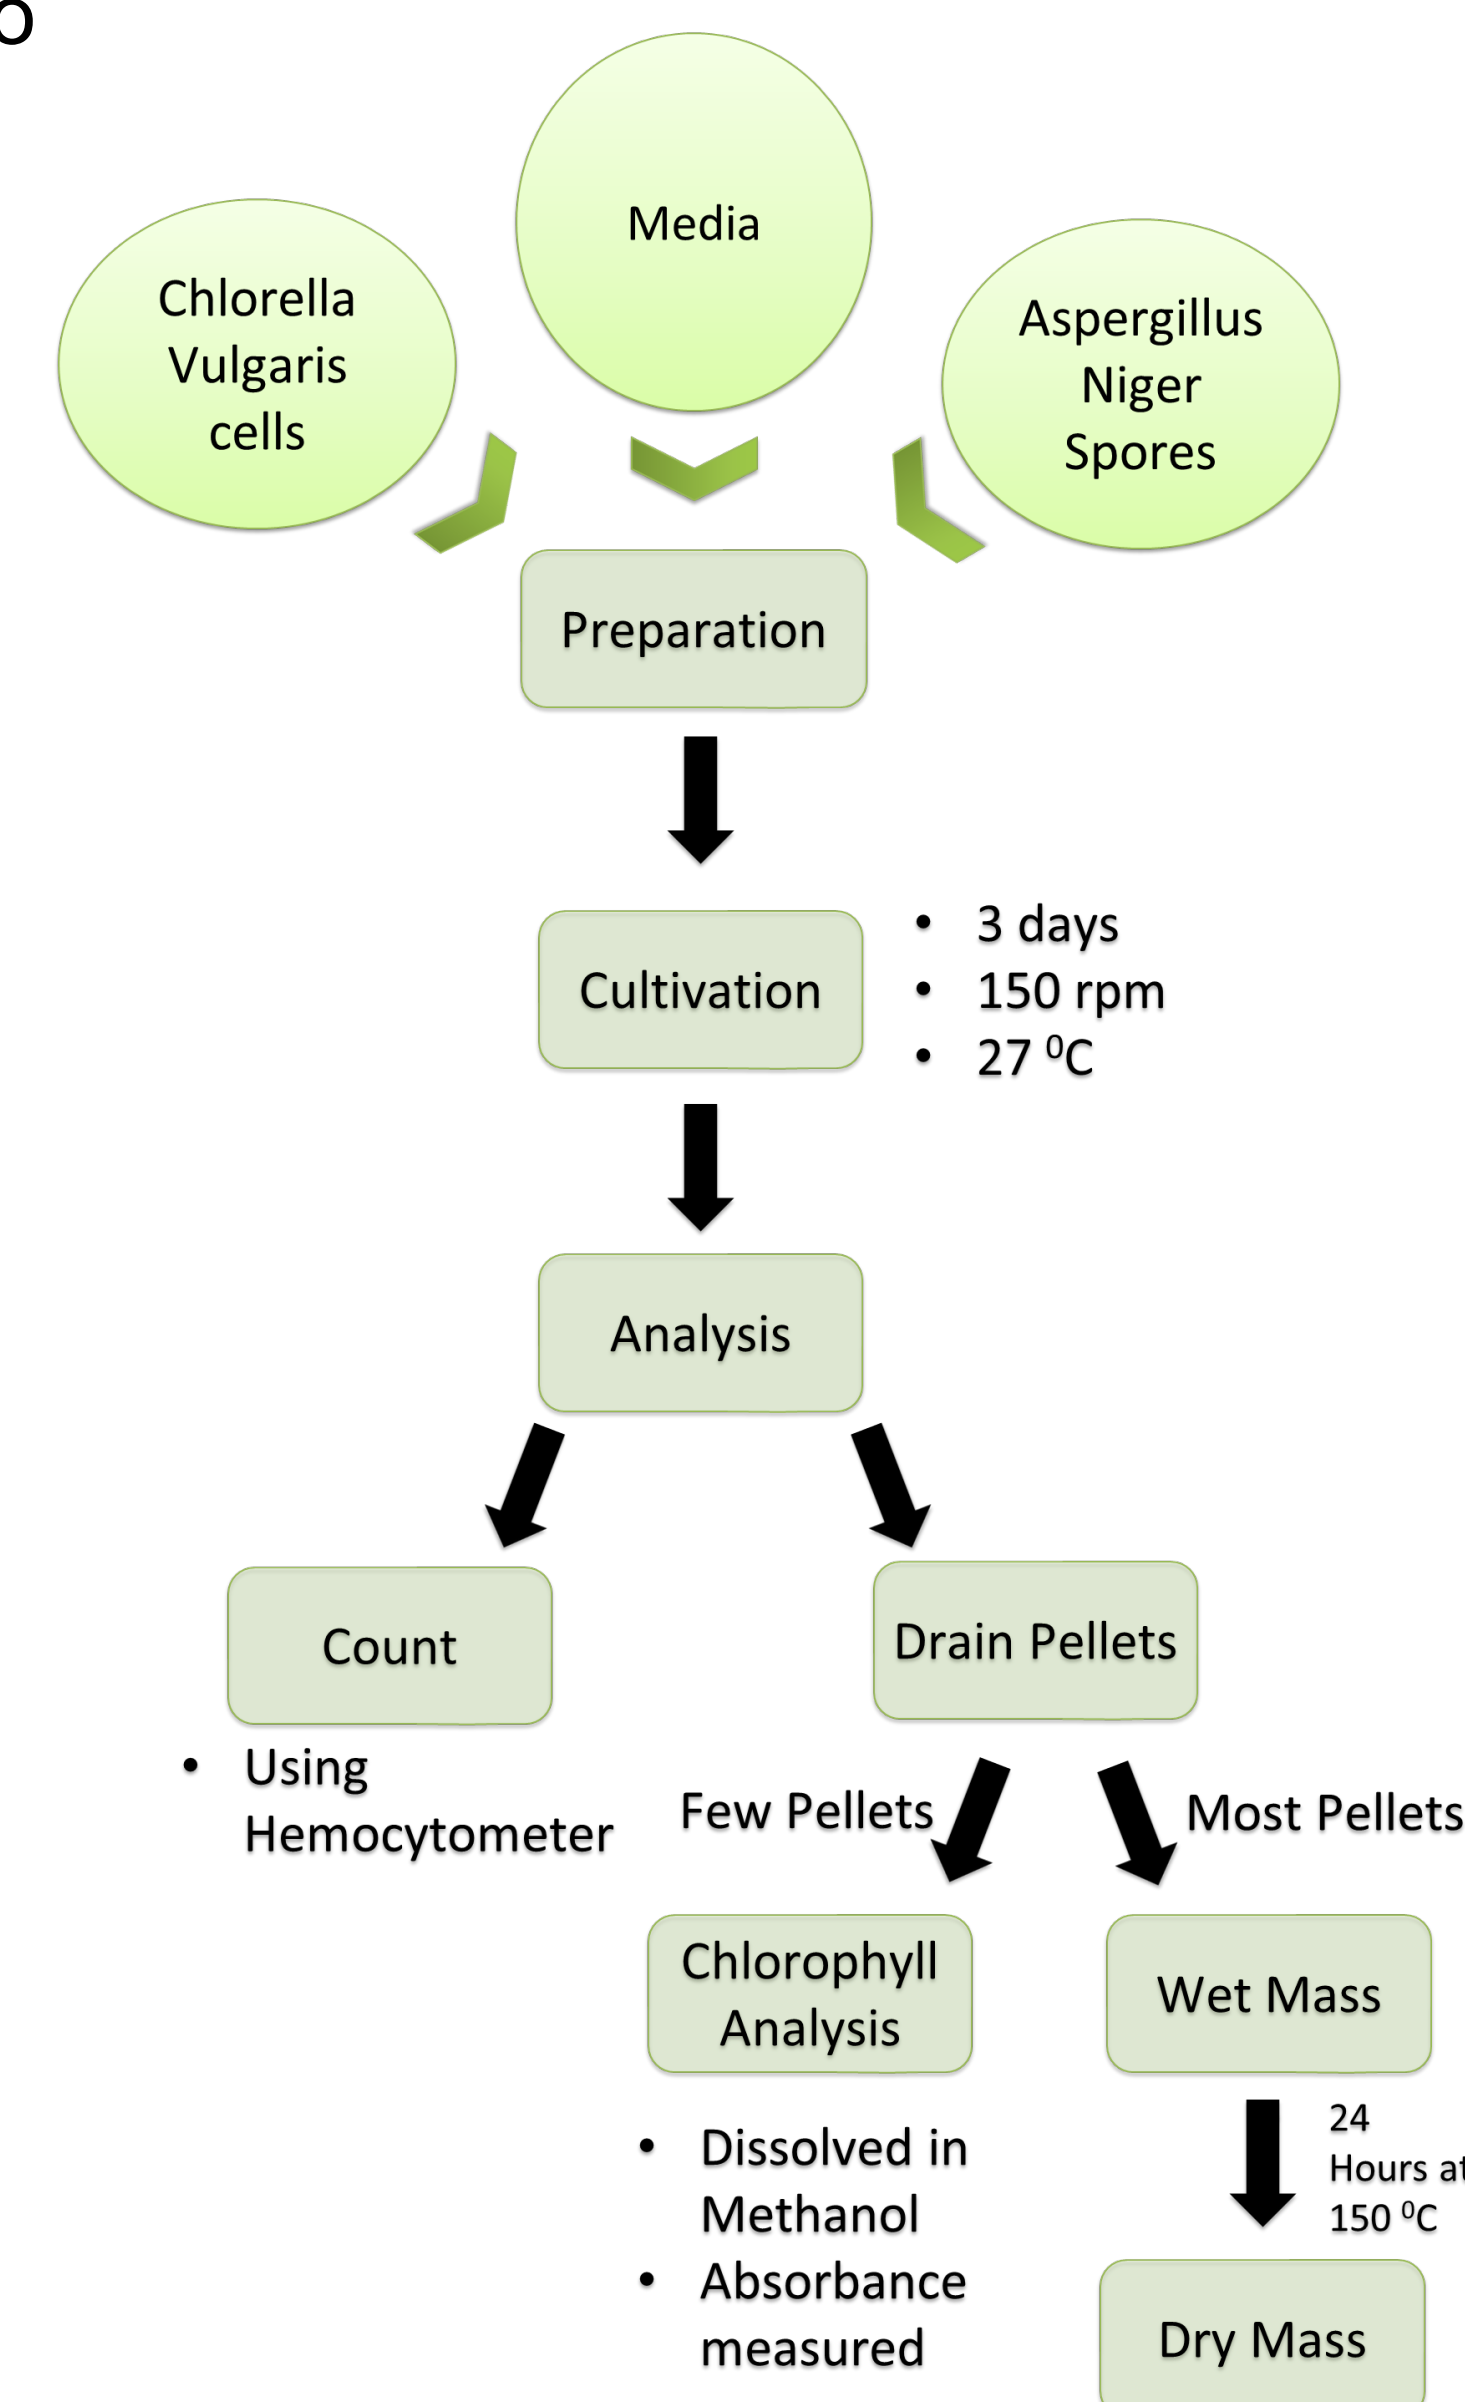 Media
Chlorella
Vulgaris
cells
Aspergillus
Niger
Spores
Preparation
Cultivation
• 3 days
• 150 rpm
• 27 ⁰C
Analysis
Count
• Using
Hemocytometer
Drain Pellets
Few Pellets
Most Pellets
Chlorophyll
Analysis
• Dissolved in
Methanol
• Absorbance
measured
Wet Mass
24
Hours at
150 ⁰C
Dry Mass